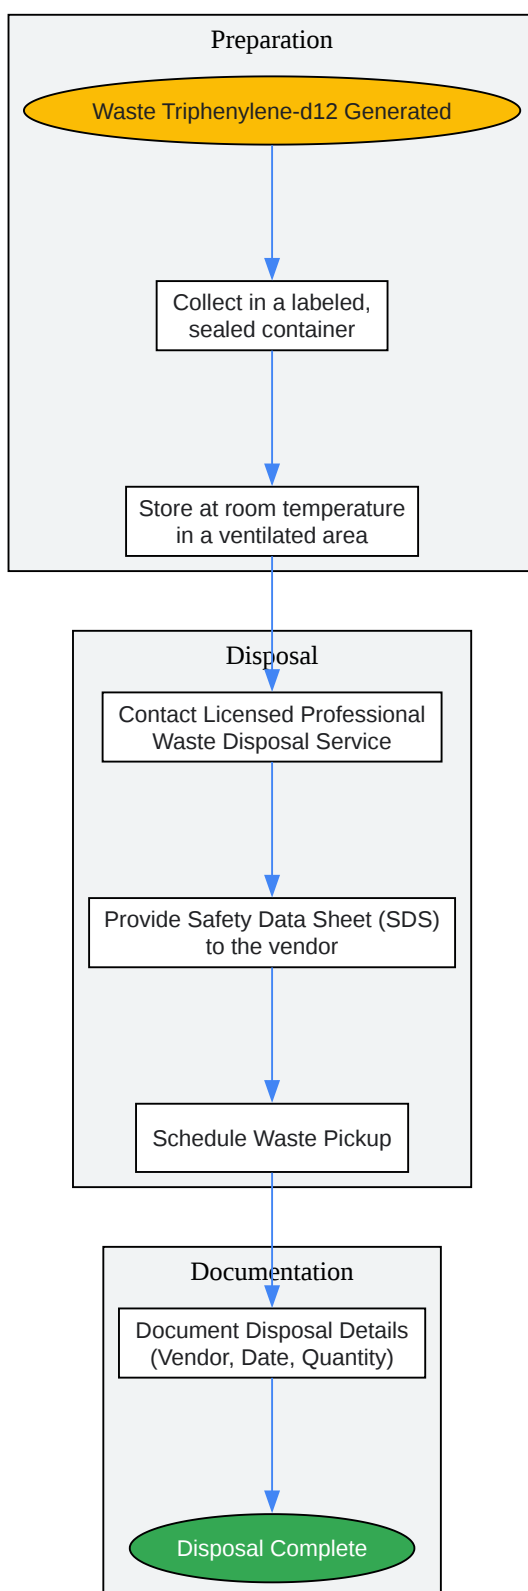 Preparation
Waste Triphenylene-d12 Generated
Collect in a labeled,
sealed container
Store at room temperature
in a ventilated area
Disposal
Contact Licensed Professional
Waste Disposal Service
Provide Safety Data Sheet (SDS)
to the vendor
Schedule Waste Pickup
Documentation
Document Disposal Details
(Vendor, Date, Quantity)
Disposal Complete